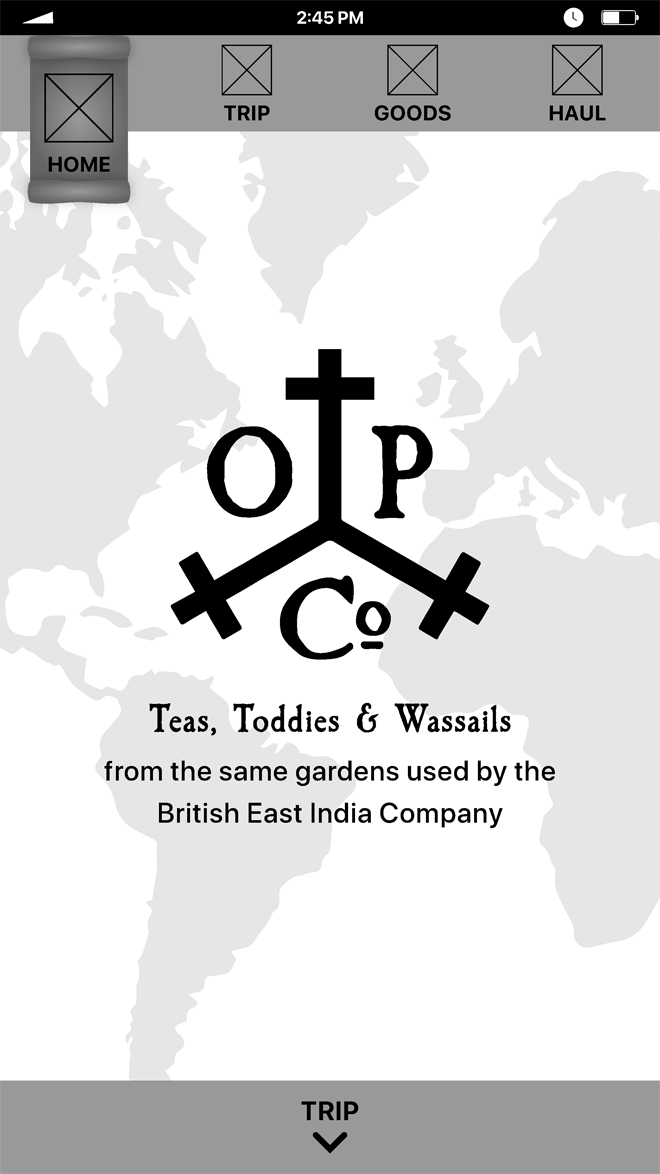 2:45 PM
HOME
TRIP
GOODS
HAUL
O P
Co
Teas, Toddies & Wassails
from the same gardens used by the
British East India Company
TRIP